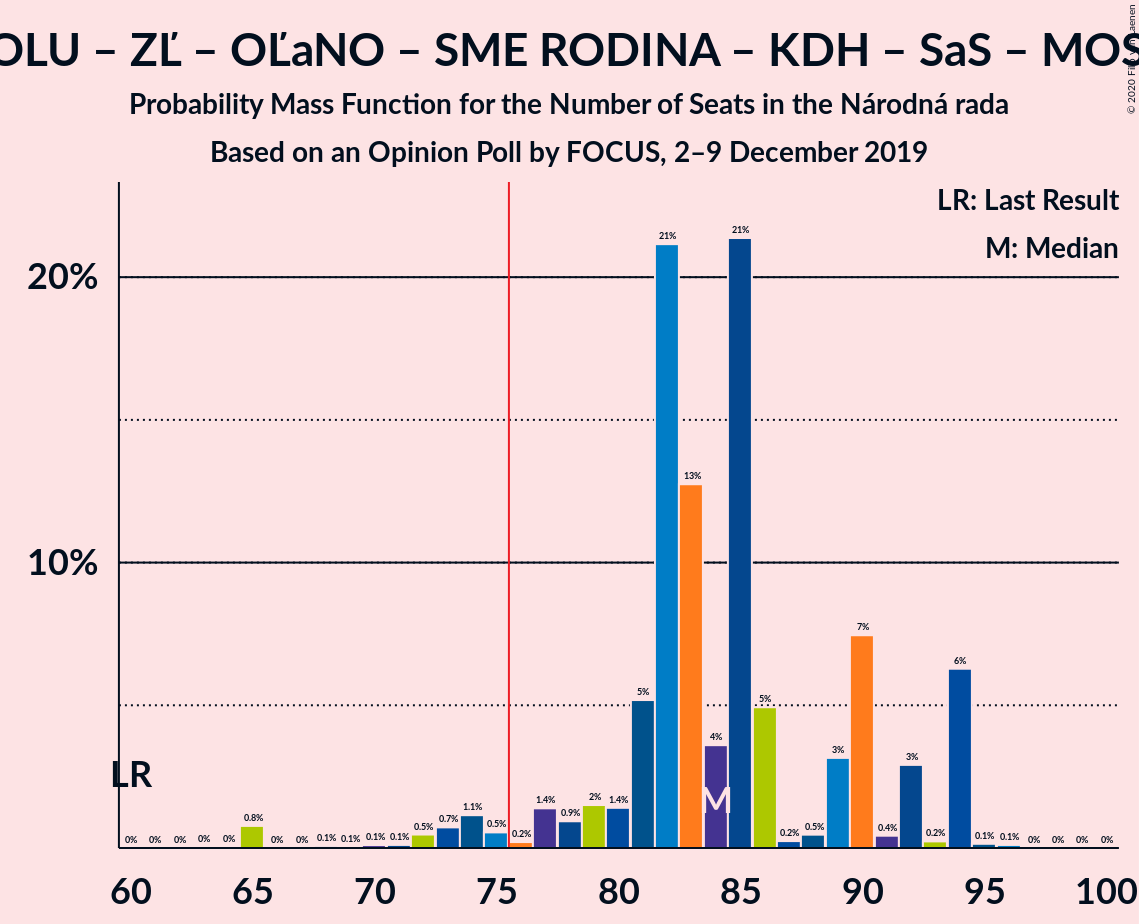 OLU – ZĽ – OĽaNO – SME RODINA – KDH – SaS – MOS
Probability Mass Function for the Number of Seats in the Národná rada
Based on an Opinion Poll by FOCUS, 2–9 December 2019
© 2020
LR: Last Result
M: Median
20%
10%
LR
M
0% 0% 0% 0% 0% 0.8% 0% 0% 0.1% 0.1% 0.1% 0.1% 0.5% 0.7% 1.1% 0.5% 0.2% 1.4% 0.9% 2% 1.4% 5% 21% 13% 4% 21% 5% 0.2% 0.5% 3% 7% 0.4% 3% 0.2% 6% 0.1% 0.1% 0% 0% 0% 0%
60 65 70 75 80 85 90 95 100